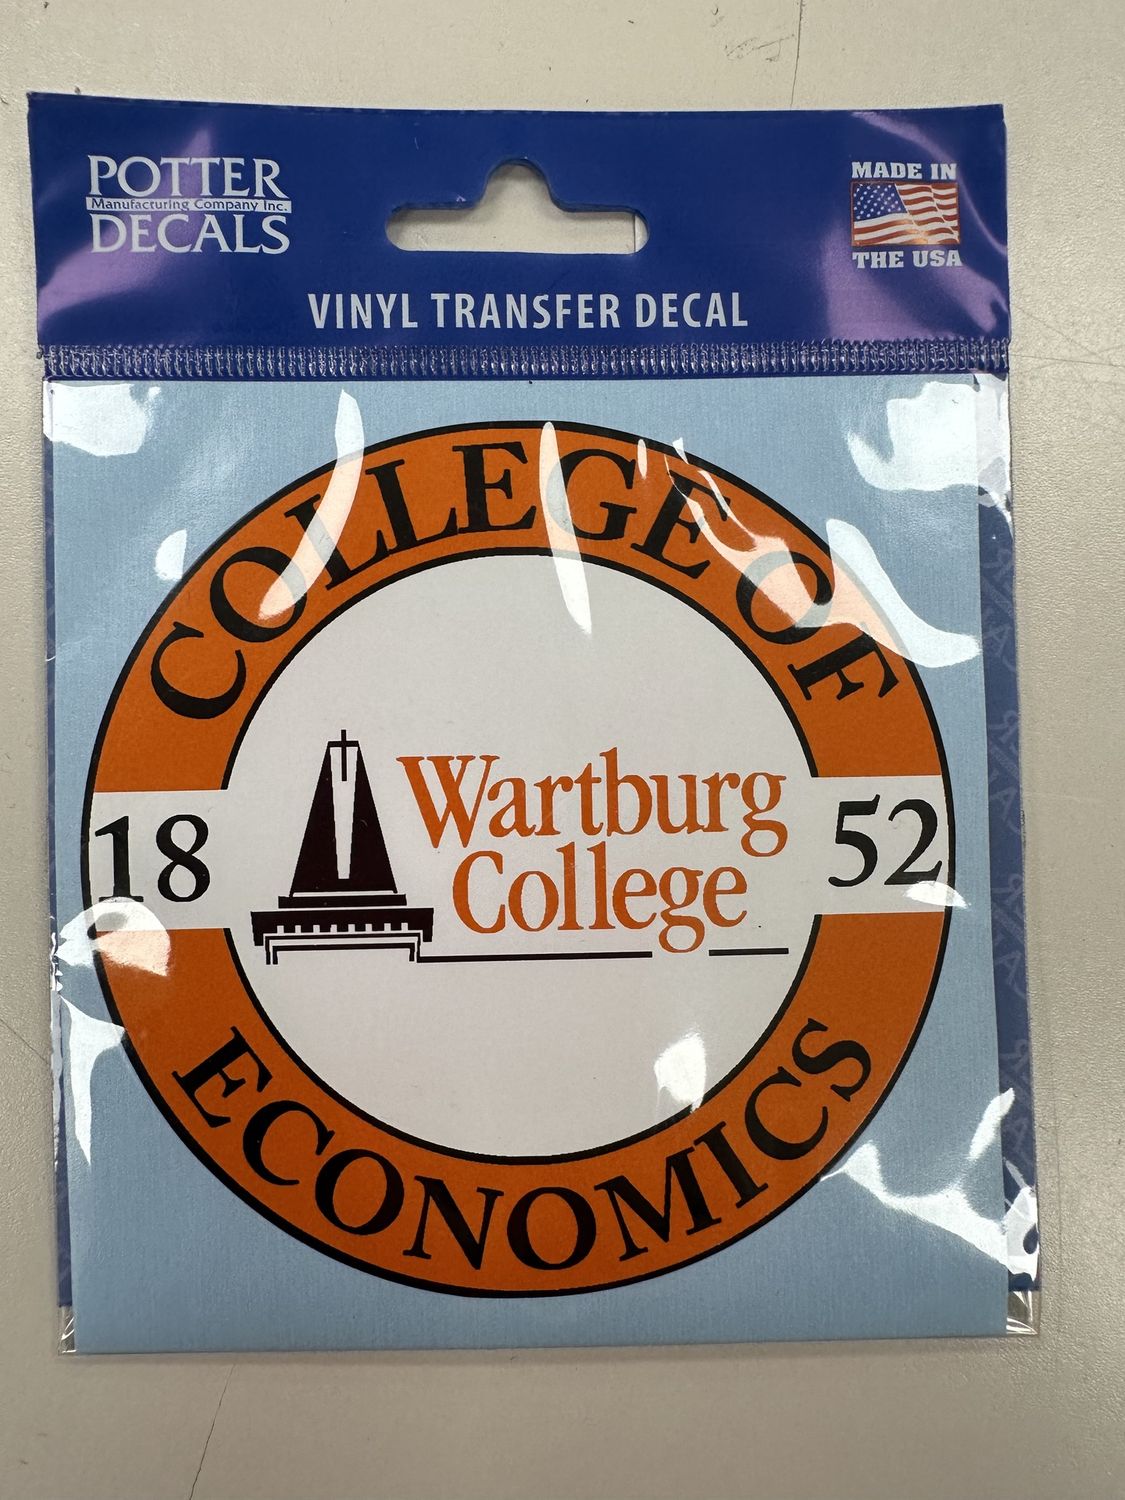 POTTER
Manufacturing Company Inc.
DECALS
MADE IN
THE USA
VINYL TRANSFER DECAL
COLLEGE OF
18
Wartburg
College
52
ECONOMICS